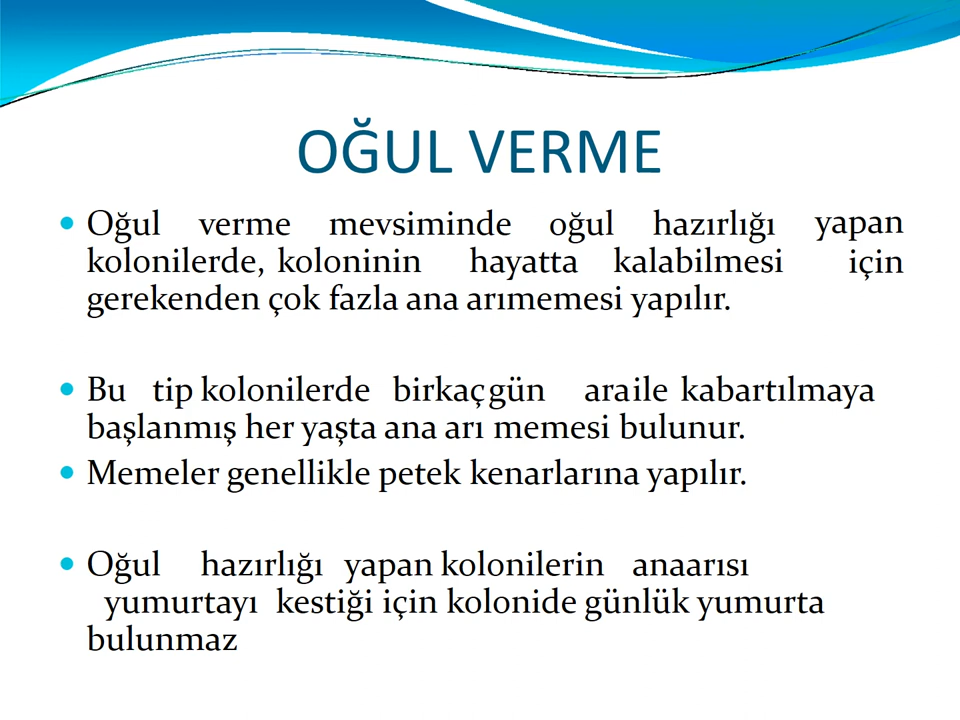 OĞUL VERME
• Oğul verme mevsiminde oğul hazırlığı yapan
kolonilerde, koloninin hayatta kalabilmesi için
gerekenden çok fazla ana arımemesi yapılır.
• Bu tip kolonilerde birkaç gün araile kabartılmaya
başlanmış her yaşta ana arı memesi bulunur.
• Memeler genellikle petek kenarlarına yapılır.
• Oğul hazırlığı yapan kolonilerin anaarısı
yumurtayı kestiği için kolonide günlük yumurta
bulunmaz